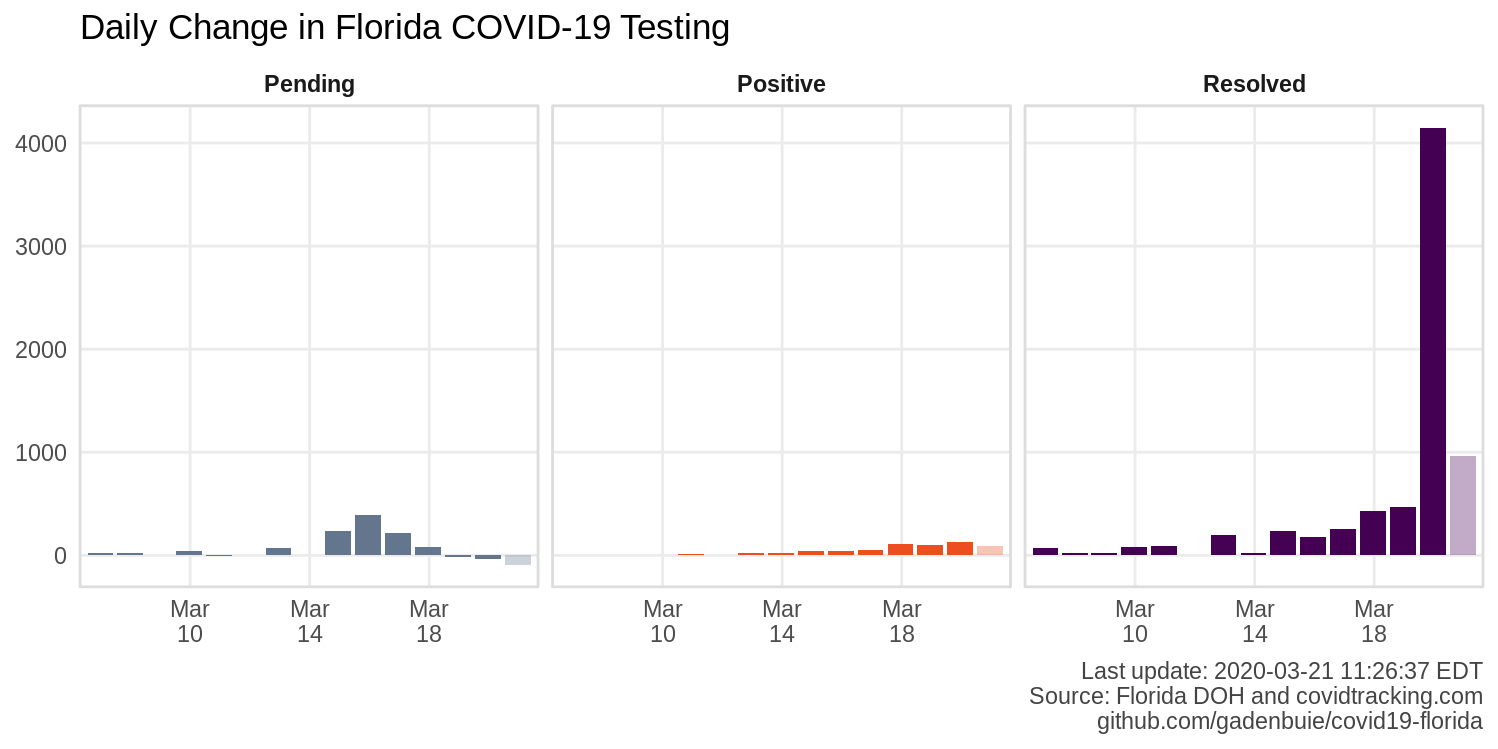 Daily Change in Florida COVID-19 Testing
Pending
Positive
Resolved
4000
3000
2000
1000
0
Mar
10
Mar
14
Mar
18
Mar
10
Mar
14
Mar
18
Mar
10
Mar
14
Mar
18
Last update: 2020-03-21 11:26:37 EDT
Source: Florida DOH and covidtracking.com
github.com/gadenbuie/covid19-florida